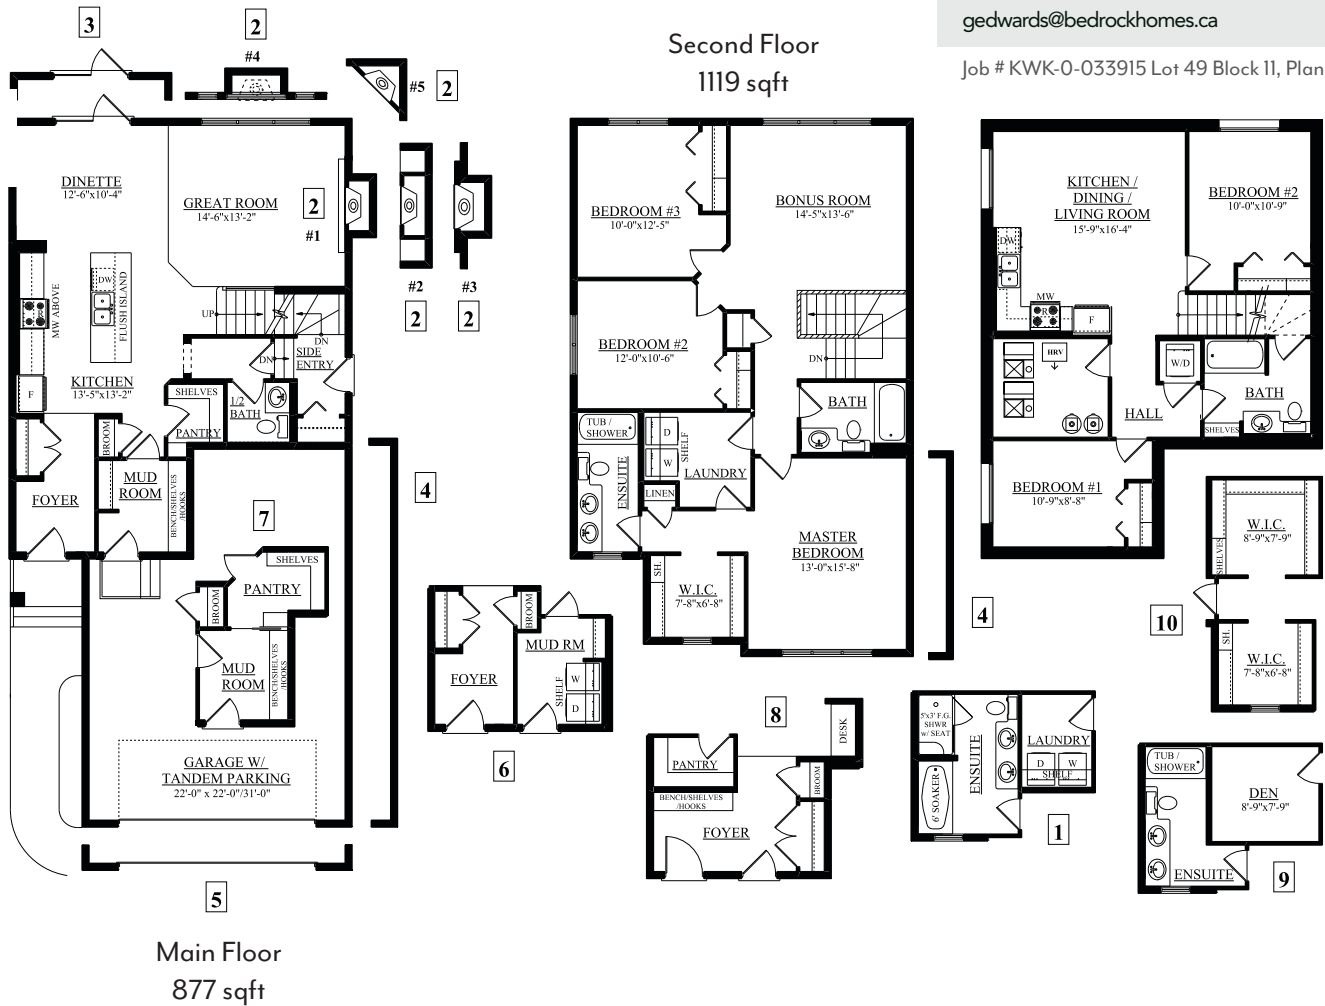 gedwards@bedrockhomes.ca
Job # KWK-0-033915 Lot 49 Block 11, Plan
Second Floor
1119 sqft
3
2
#4
#5
2
DINETTE
12'-6"x10'-4"
GREAT ROOM
14'-6"x13'-2"
2
#1
#2
2
#3
2
MW ABOVE
R
DW
FLUSH ISLAND
UP
DN
DN
SIDE
ENTRY
KITCHEN
13'-5"x13'-2"
F
SHELVES
PANTRY
1/2
BATH
BROOM
FOYER
MUD
ROOM
BENCH/SHELVES
/HOOKS
7
4
SHELVES
PANTRY
BROOM
MUD
ROOM
BENCH/SHELVES
/HOOKS
GARAGE W/
TANDEM PARKING
22'-0" x 22'-0"/31'-0"
5
Main Floor
877 sqft
BEDROOM #3
10'-0"x12'-5"
BONUS ROOM
14'-5"x13'-6"
BEDROOM #2
12'-0"x10'-6"
DN
BATH
TUB /
SHOWER
ENSUITE
D
W
SHELF
LAUNDRY
LINEN
MASTER
BEDROOM
13'-0"x15'-8"
SH.
W.I.C.
7'-8"x6'-8"
4
KITCHEN /
DINING /
LIVING ROOM
15'-9"x16'-4"
BEDROOM #2
10'-0"x10'-9"
DW
MW
R
F
HRV
W/D
HALL
BATH
SHELVES
BEDROOM #1
10'-9"x8'-8"
W.I.C.
8'-9"x7'-9"
SHELVES
10
SH.
W.I.C.
7'-8"x6'-8"
BROOM
MUD RM
FOYER
SHELF
W
D
6
8
DESK
PANTRY
BROOM
BENCH/SHELVES
/HOOKS
FOYER
5'x3' F.G.
SHWR
w/ SEAT
ENSUITE
6' SOAKER
LAUNDRY
D
W
SHELF
1
TUB /
SHOWER
DEN
8'-9"x7'-9"
ENSUITE
9